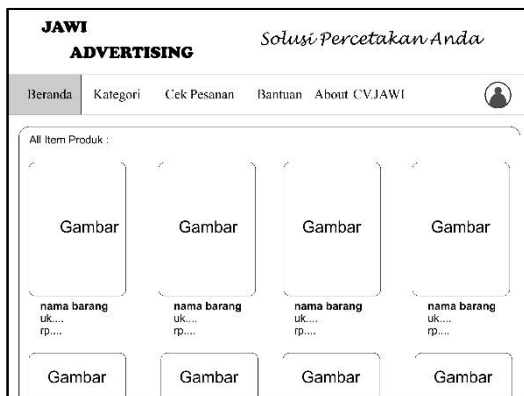 JAWI
ADVERTISING
Solusi Percetakan Anda
Beranda Kategori Cek Pesanan Bantuan About CV.JAWI
All Item Produk :
Gambar Gambar Gambar Gambar
nama barang nama barang nama barang nama barang
uk.... uk.... uk.... uk....
rp.... rp.... rp.... rp....
Gambar Gambar Gambar Gambar